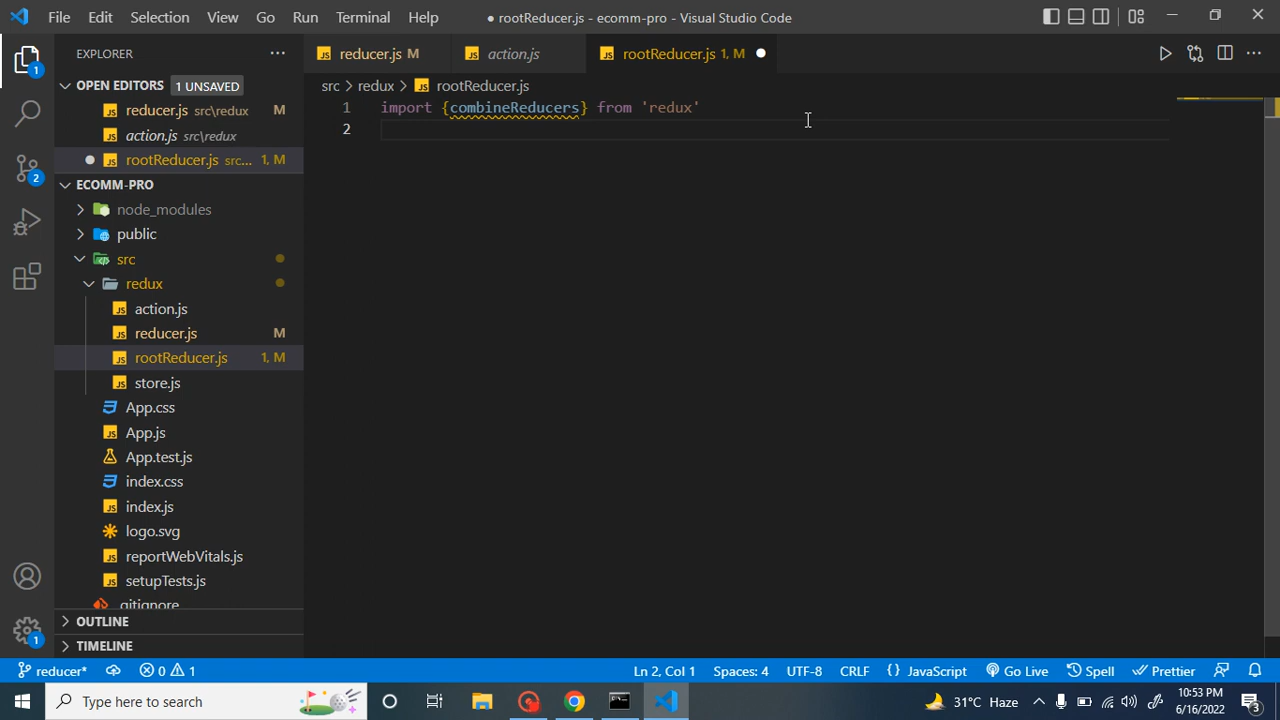 File Edit Selection View Go Run Terminal Help ● rootReducer.js - ecomm-pro - Visual Studio Code
EXPLORER ···
reducer.js M action.js rootReducer.js 1, M ●
OPEN EDITORS 1 UNSAVED
reducer.js src\redux M
action.js src\redux
● rootReducer.js src... 1, M
src > redux > rootReducer.js
1 import {combineReducers} from 'redux'
2
ECOMM-PRO
node_modules
public
src
redux
action.js
reducer.js M
rootReducer.js 1, M
store.js
App.css
App.js
App.test.js
index.css
index.js
logo.svg
reportWebVitals.js
setupTests.js
.gitignore
OUTLINE
TIMELINE
1
2
1
reducer* 0 1 Ln 2, Col 1 Spaces: 4 UTF-8 CRLF {} JavaScript Go Live Spell Prettier
Type here to search 31°C Haze 10:53 PM
6/16/2022 3